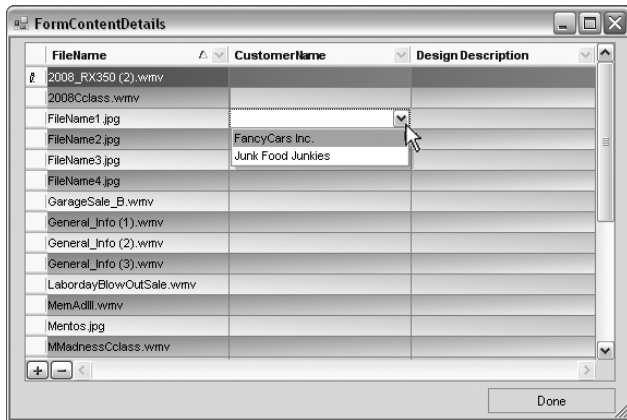 FormContentDetails
FileName CustomerName Design Description
2008_RX350 (2).wmv
2008Cclass.wmv
FileName1.jpg
FileName2.jpg FancyCars Inc.
FileName3.jpg Junk Food Junkies
FileName4.jpg
GarageSale_B.wmv
General_Info (1).wmv
General_Info (2).wmv
General_Info (3).wmv
LabordayBlowOutSale.wmv
MemAdIII.wmv
Mentos.jpg
MMadnessCclass.wmv
Done